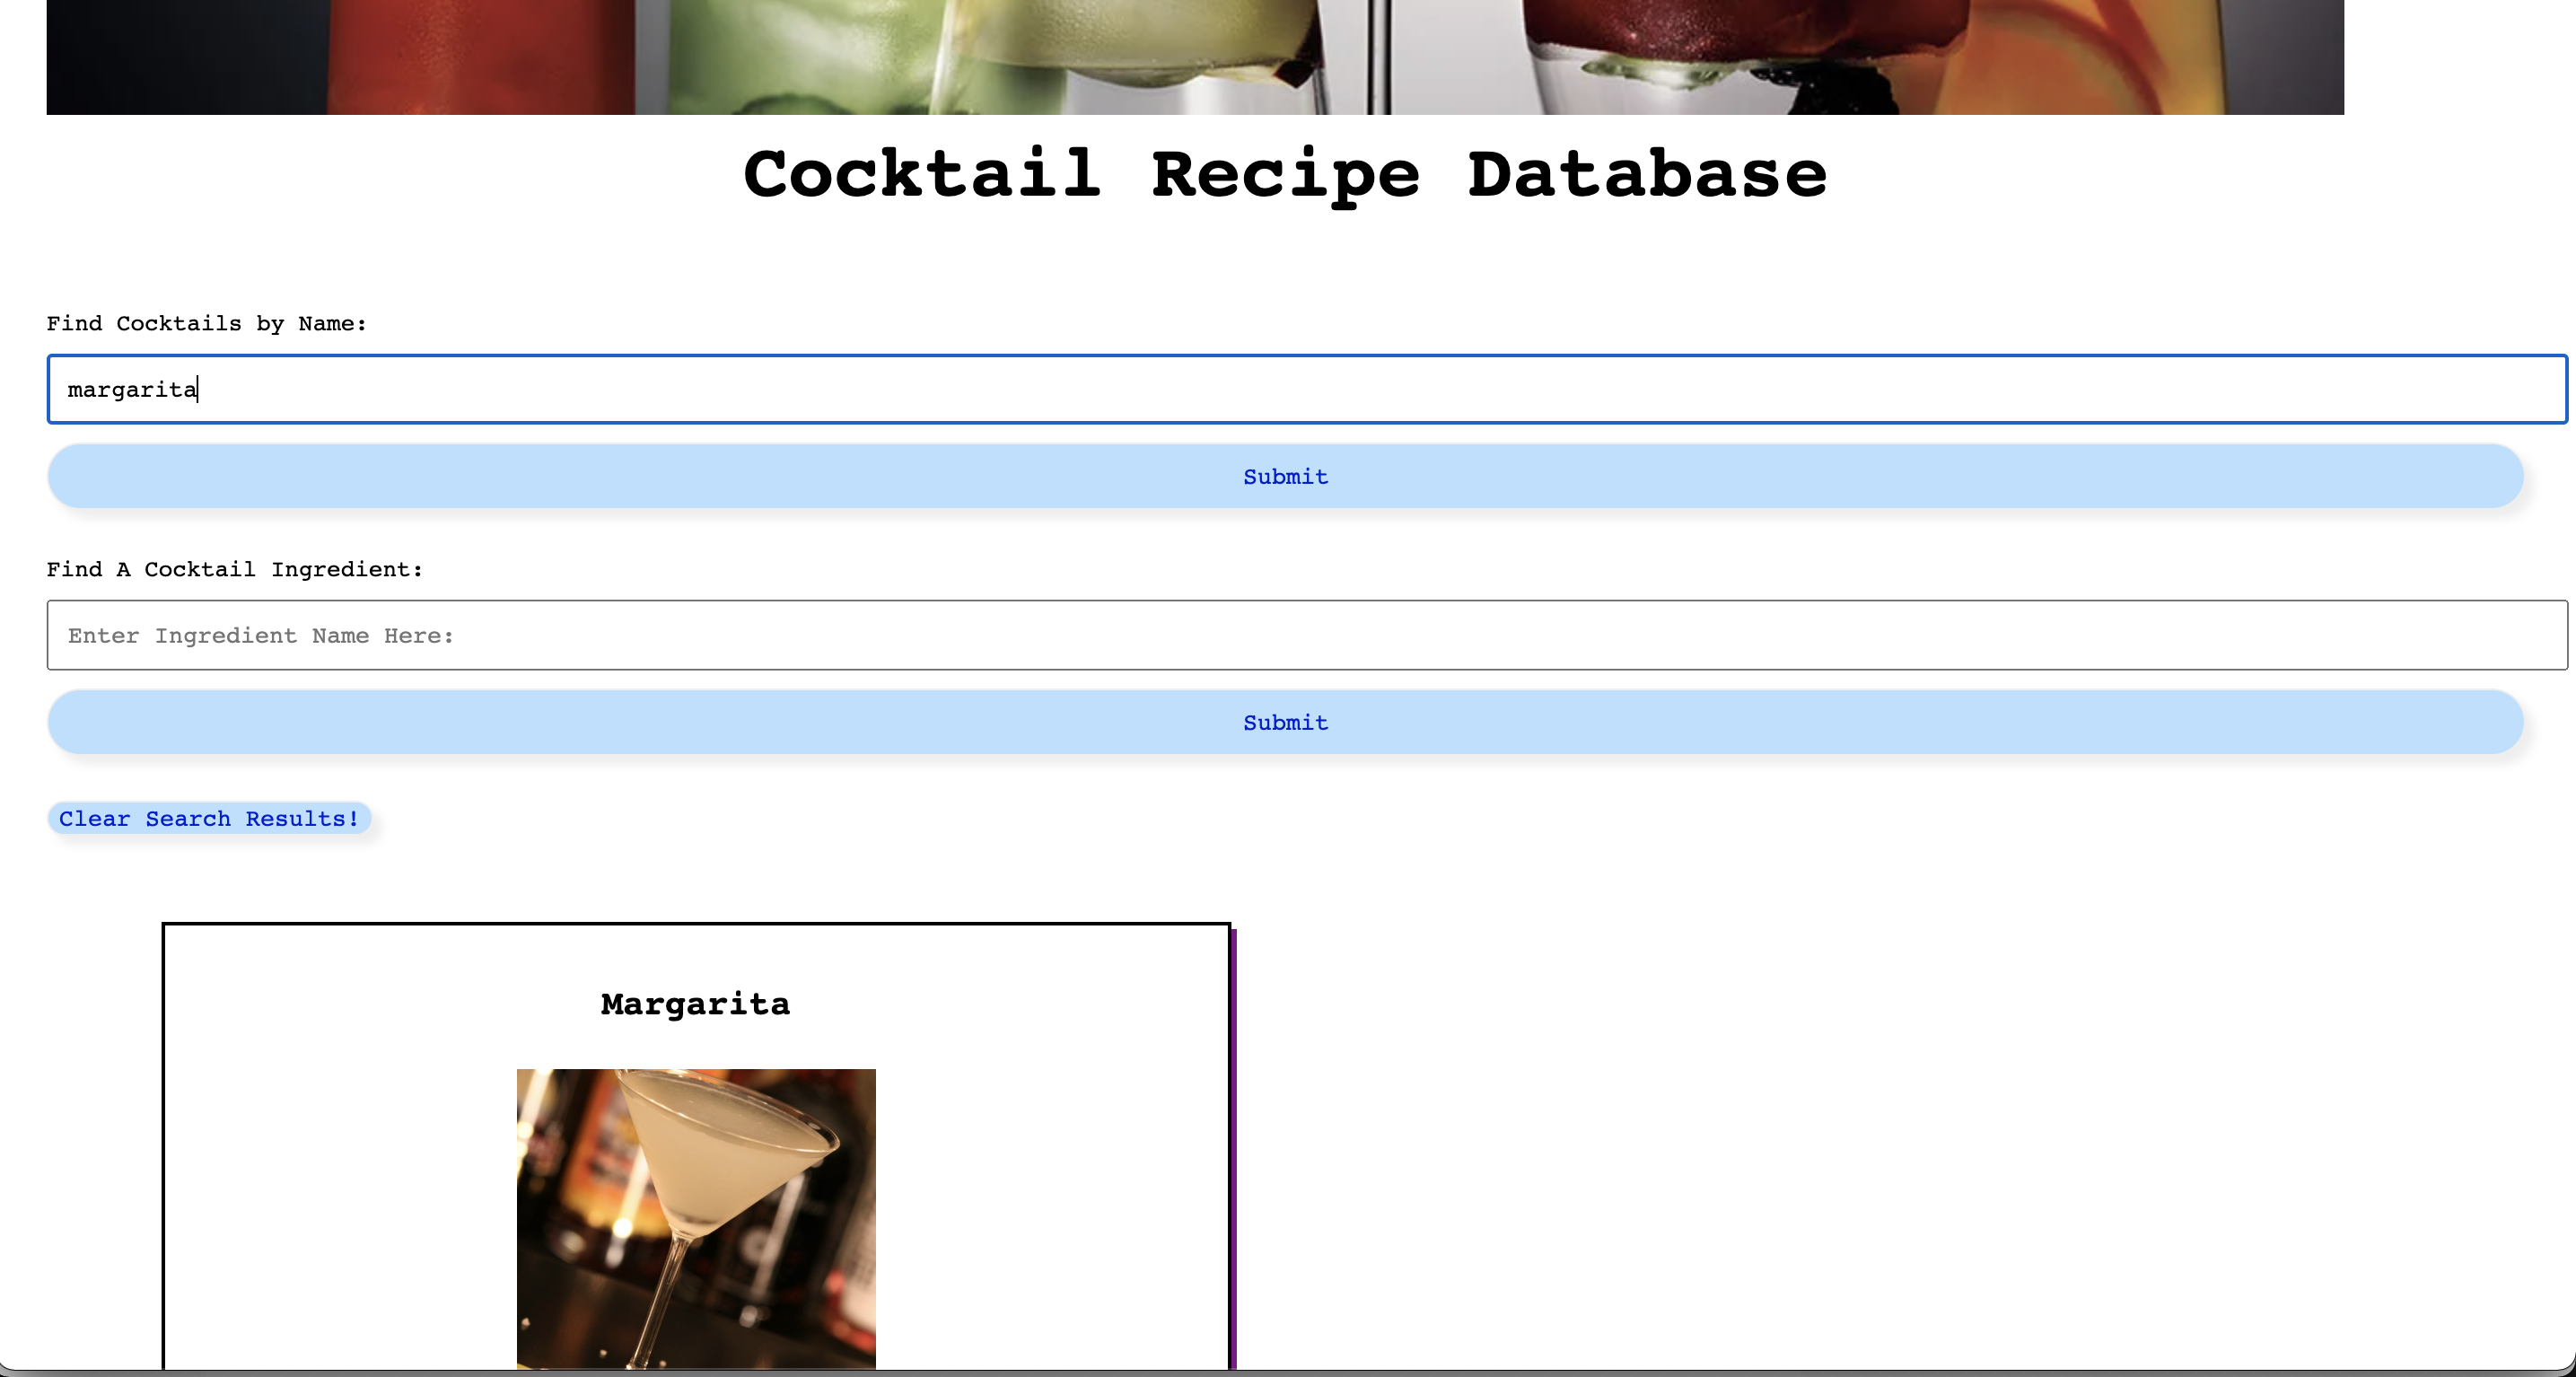 Cocktail Recipe Database
Find Cocktails by Name:
margarita
Submit
Find A Cocktail Ingredient:
Enter Ingredient Name Here:
Submit
Clear Search Results!
Margarita